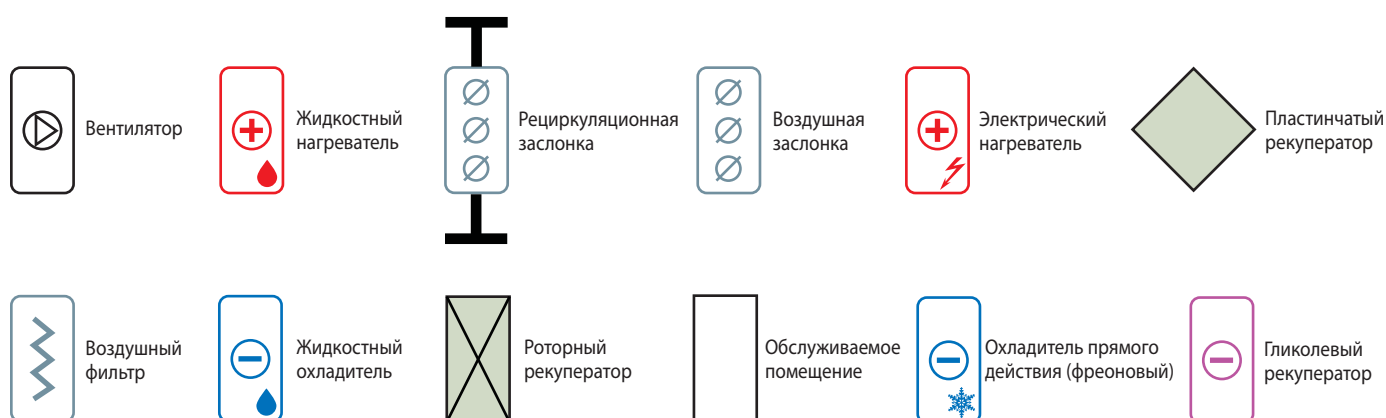 Вентилятор
Жидкостный
нагреватель
Рециркуляционная
заслонка
Воздушная
заслонка
Электрический
нагреватель
Пластинчатый
рекуператор
Воздушный
фильтр
Жидкостный
охладитель
Роторный
рекуператор
Обслуживаемое
помещение
Охладитель прямого
действия (фреоновый)
Гликолевый
рекуператор